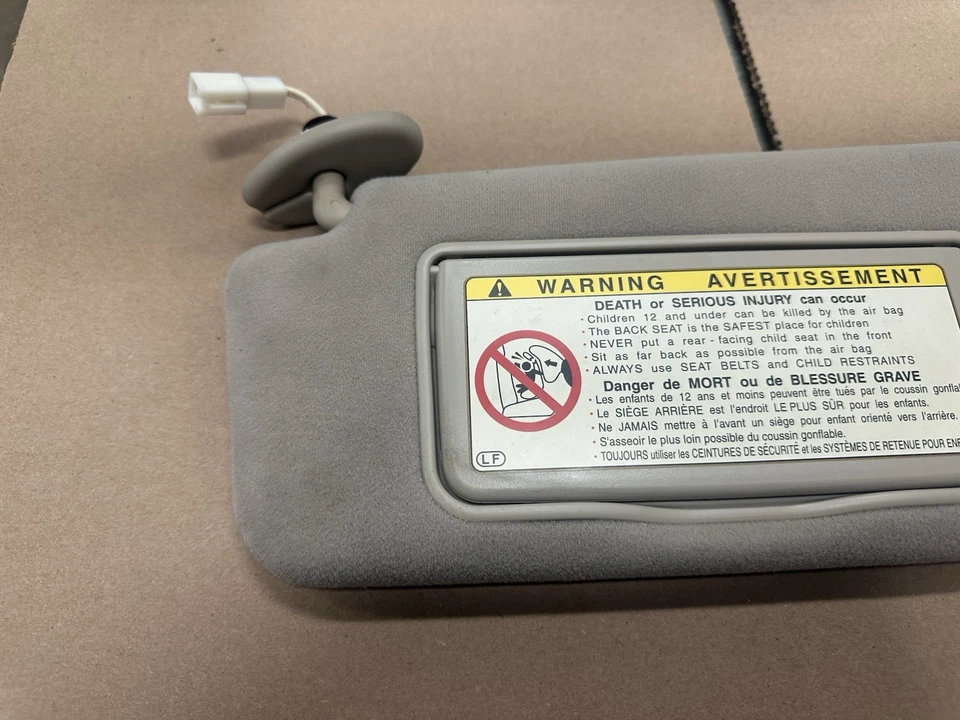 WARNING AVERTISSEMENT
DEATH or SERIOUS INJURY can occur
• Children 12 and under can be killed by the air bag
• The BACK SEAT is the SAFEST place for children
• NEVER put a rear-facing child seat in the front
• Sit as far back as possible from the air bag
• ALWAYS use SEAT BELTS and CHILD RESTRAINTS
Danger de MORT ou de BLESSURE GRAVE
• Les enfants de 12 ans et moins peuvent être tués par le coussin
• Le SIÈGE ARRIÈRE est l'endroit LE PLUS SÛR pour les enfants.
• Ne JAMAIS mettre à l'avant un siège pour enfant orienté vers l'arrière.
• S'asseoir le plus loin possible du coussin gonflable.
• TOUJOURS utiliser les CEINTURES DE SÉCURITÉ et les SYSTÈMES DE RETENUE POUR
LF